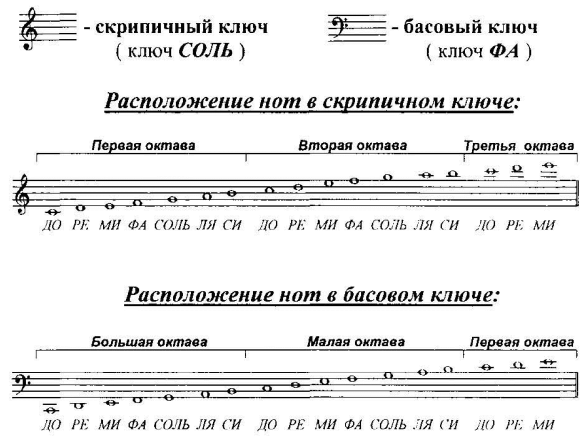 - скрипичный ключ - басовый ключ
( ключ СОЛЬ ) ( ключ ФА )
Расположение нот в скрипичном ключе:
Первая октава Вторая октава Третья октава
ДО РЕ МИ ФА СОЛЬ ЛЯ СИ ДО РЕ МИ ФА СОЛЬ ЛЯ СИ ДО РЕ МИ
Расположение нот в басовом ключе:
Большая октава Малая октава Первая октава
ДО РЕ МИ ФА СОЛЬ ЛЯ СИ ДО РЕ МИ ФА СОЛЬ ЛЯ СИ ДО РЕ МИ